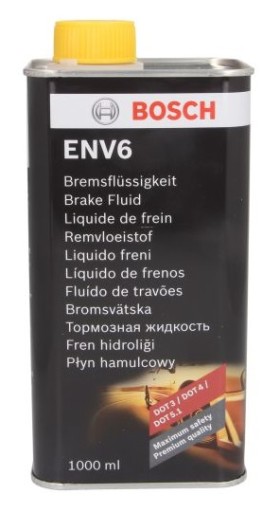 BOSCH
ENV6
Bremsflüssigkeit
Brake Fluid
Liquide de frein
Remvloeistof
Liquido freni
Líquido de frenos
Fluído de travões
Bromsvätska
Тормозная жидкость
Fren hidroliği
Płyn hamulcowy
DOT 3 / DOT 4 /
DOT 5.1
Maximum safety
Premium quality
1000 ml